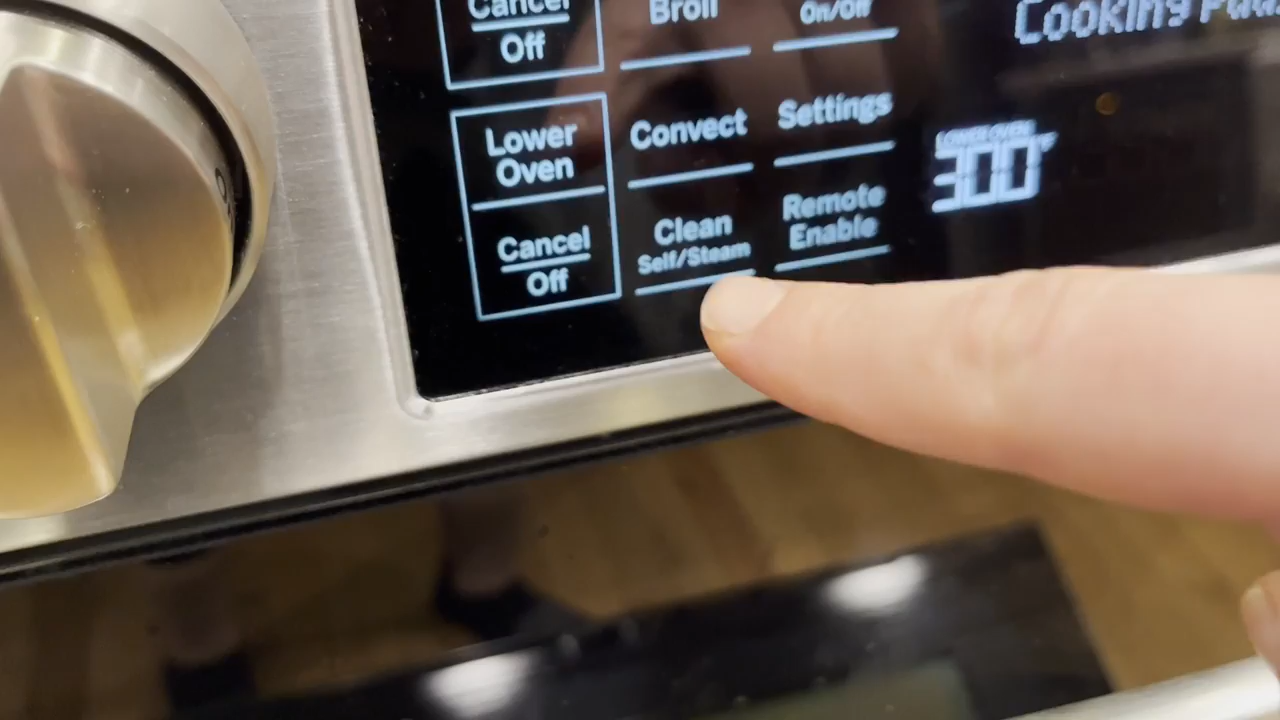 Cancel
Off
Broil
On/Off
Cooking
Lower
Oven
Cancel
Off
Convect
Settings
Clean
Self/Steam
Remote
Enable
LOWER OVEN
300°F